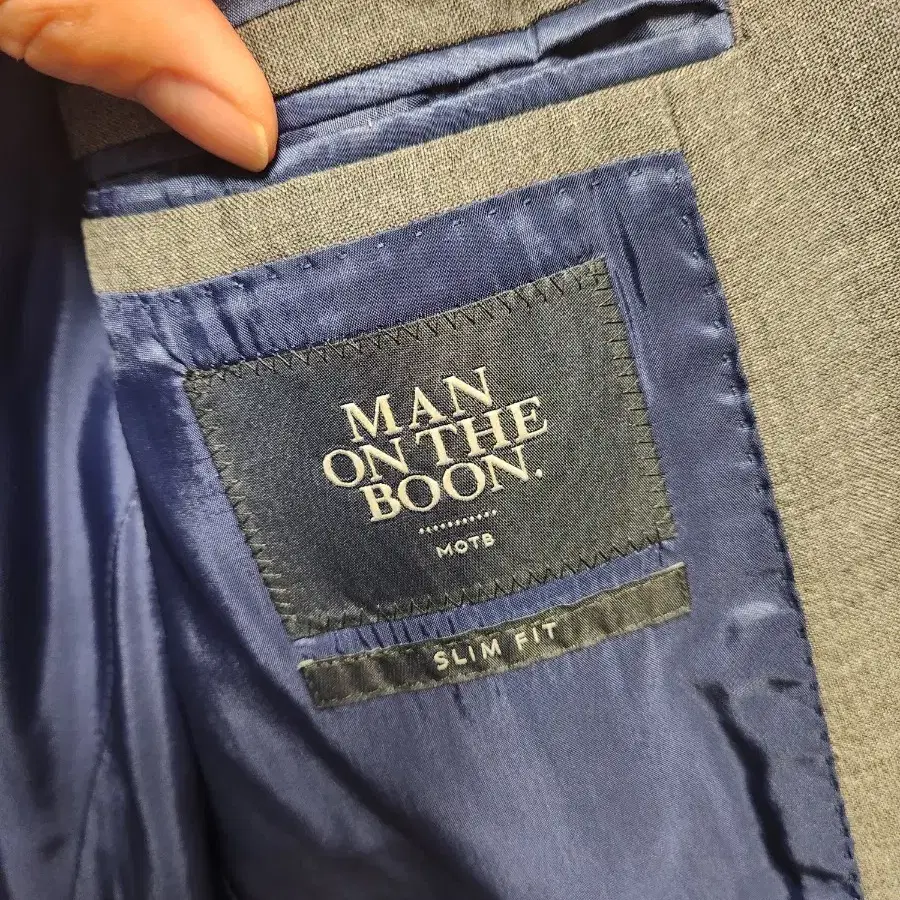 MAN
ON THE
BOON.
MOTB
SLIM FIT